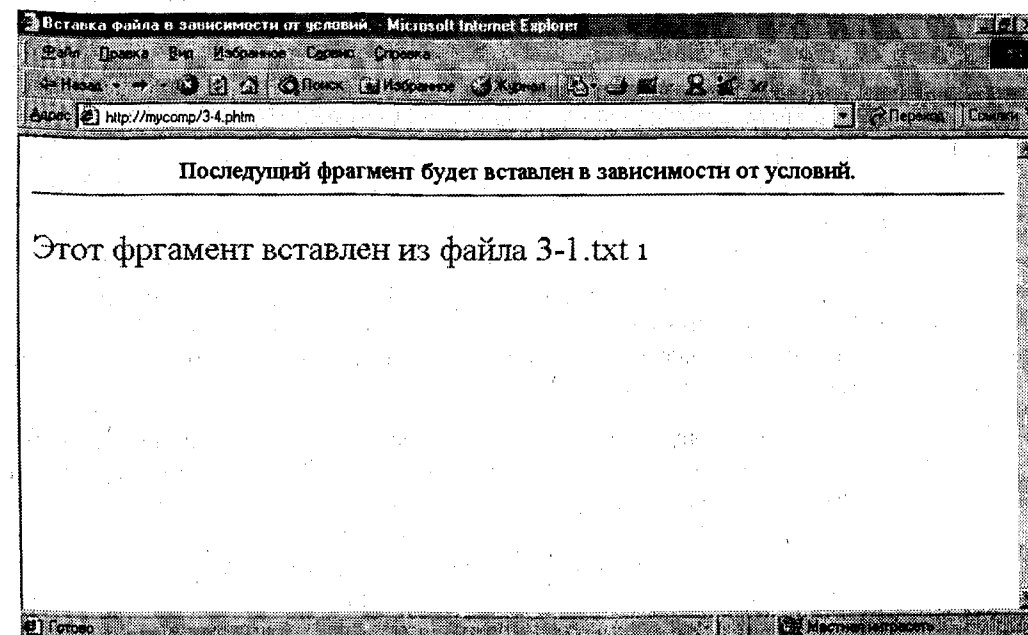 Вставка файла в зависимости от условий. - Microsoft Internet Explorer
Файл Правка Вид Избранное Сервис Справка
Назад Поиск Избранное Журнал
Адрес http://mycomp/3-4.phtm Переход Ссылки
Последущий фрагмент будет вставлен в зависимости от условий.
Этот фргамент вставлен из файла 3-1.txt 1
Готово Местная интрасеть